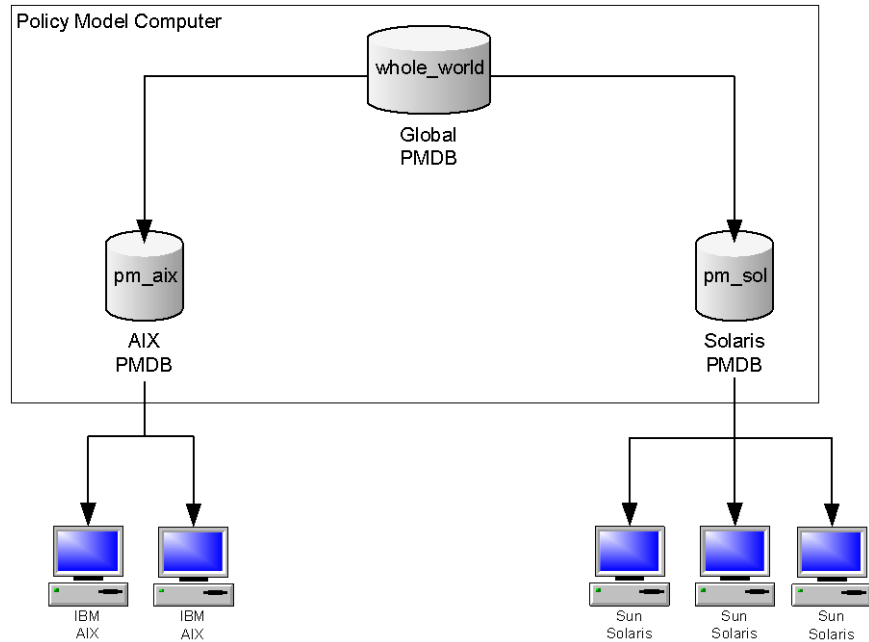 Policy Model Computer
whole_world
Global
PMDB
pm_aix
pm_sol
AIX
PMDB
Solaris
PMDB
IBM
AIX
IBM
AIX
Sun
Solaris
Sun
Solaris
Sun
Solaris